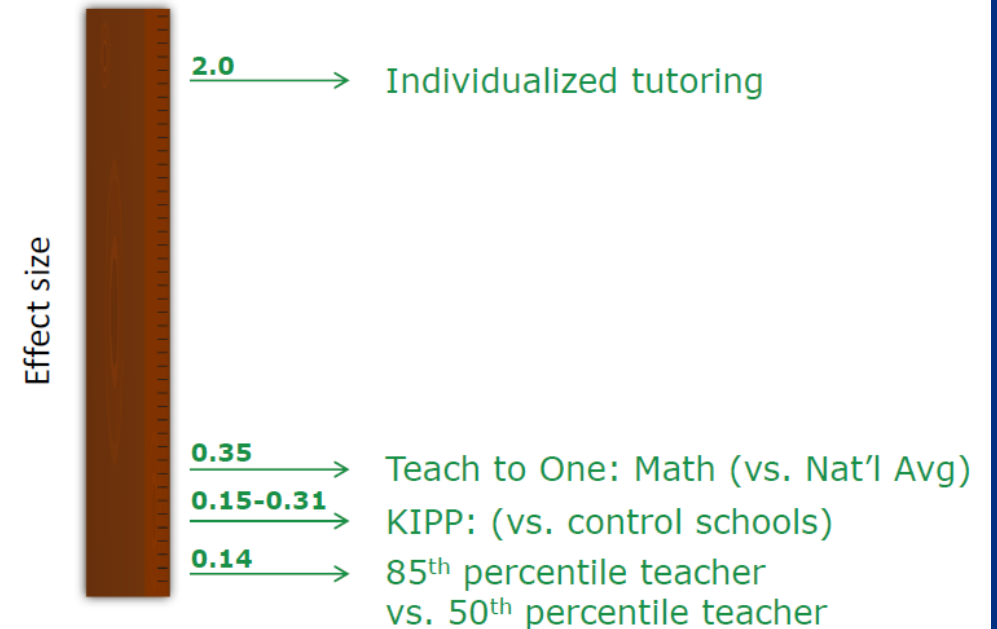 2.0
Individualized tutoring
Effect size
0.35
Teach to One: Math (vs. Nat’l Avg)
0.15-0.31
KIPP: (vs. control schools)
0.14
85th percentile teacher
vs. 50th percentile teacher